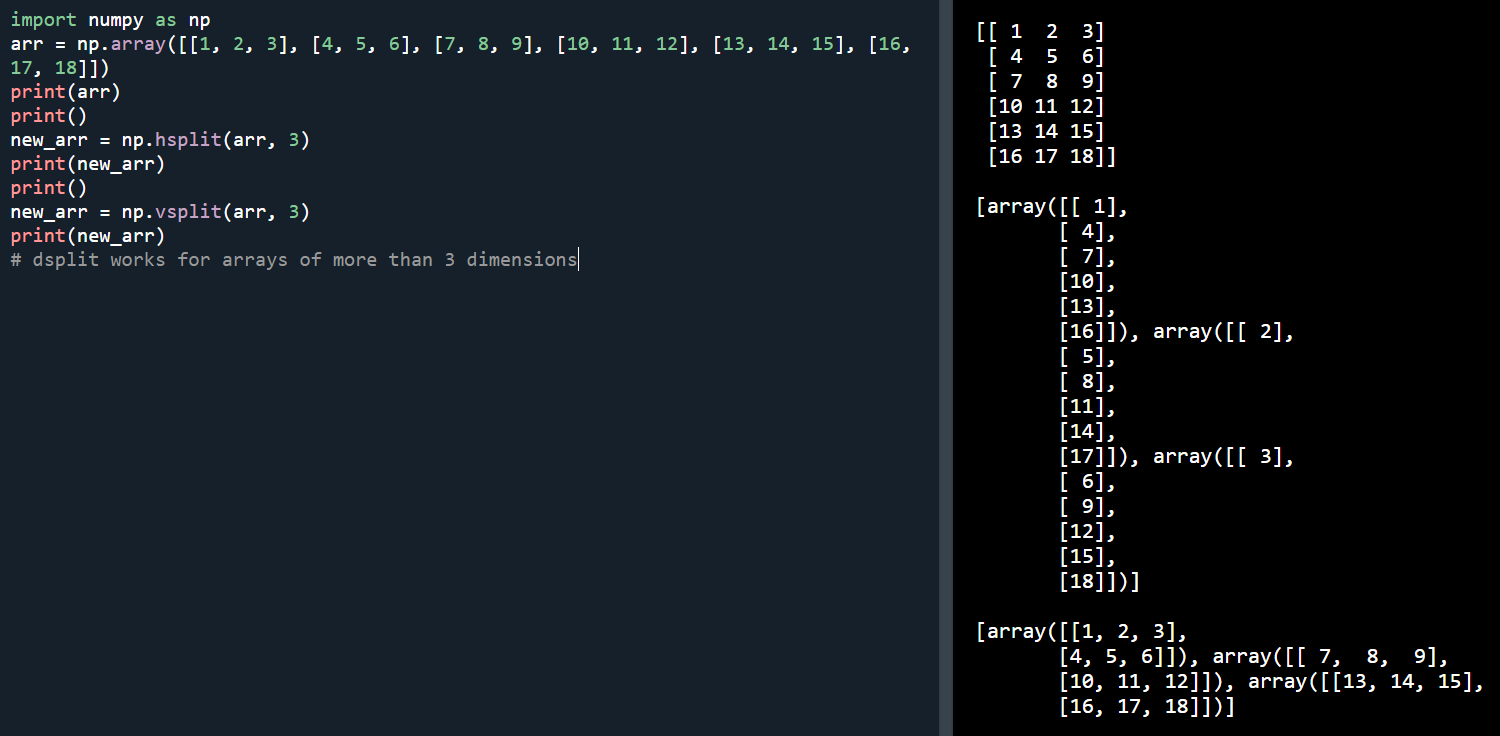 import numpy as np
arr = np.array([[1, 2, 3], [4, 5, 6], [7, 8, 9], [10, 11, 12], [13, 14, 15], [16,
17, 18]])
print(arr)
print()
new_arr = np.hsplit(arr, 3)
print(new_arr)
print()
new_arr = np.vsplit(arr, 3)
print(new_arr)
# dsplit works for arrays of more than 3 dimensions
[[ 1  2  3]
 [ 4  5  6]
 [ 7  8  9]
 [10 11 12]
 [13 14 15]
 [16 17 18]]
[array([[ 1],
       [ 4],
       [ 7],
       [10],
       [13],
       [16]]), array([[ 2],
       [ 5],
       [ 8],
       [11],
       [14],
       [17]]), array([[ 3],
       [ 6],
       [ 9],
       [12],
       [15],
       [18]])]
[array([[1, 2, 3],
       [4, 5, 6]]), array([[ 7,  8,  9],
       [10, 11, 12]]), array([[13, 14, 15],
       [16, 17, 18]])]